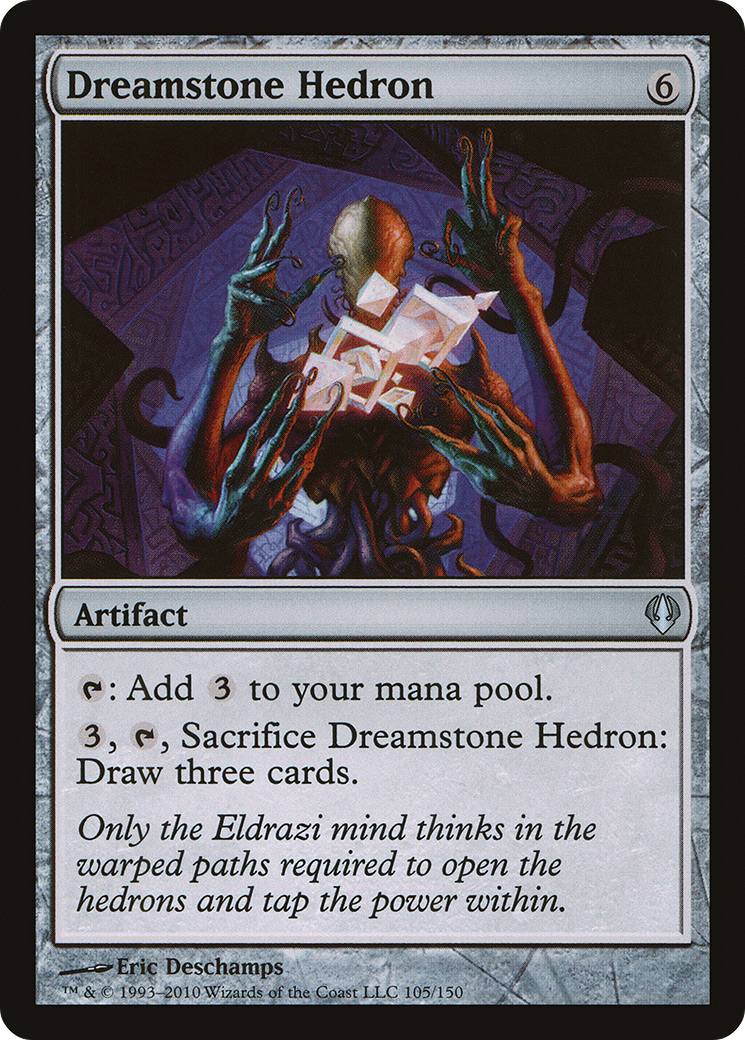 Dreamstone Hedron 6
Artifact
: Add 3 to your mana pool.
3, , Sacrifice Dreamstone Hedron:
Draw three cards.
Only the Eldrazi mind thinks in the
warped paths required to open the
hedrons and tap the power within.
Eric Deschamps
™ & © 1993–2010 Wizards of the Coast LLC 105/150